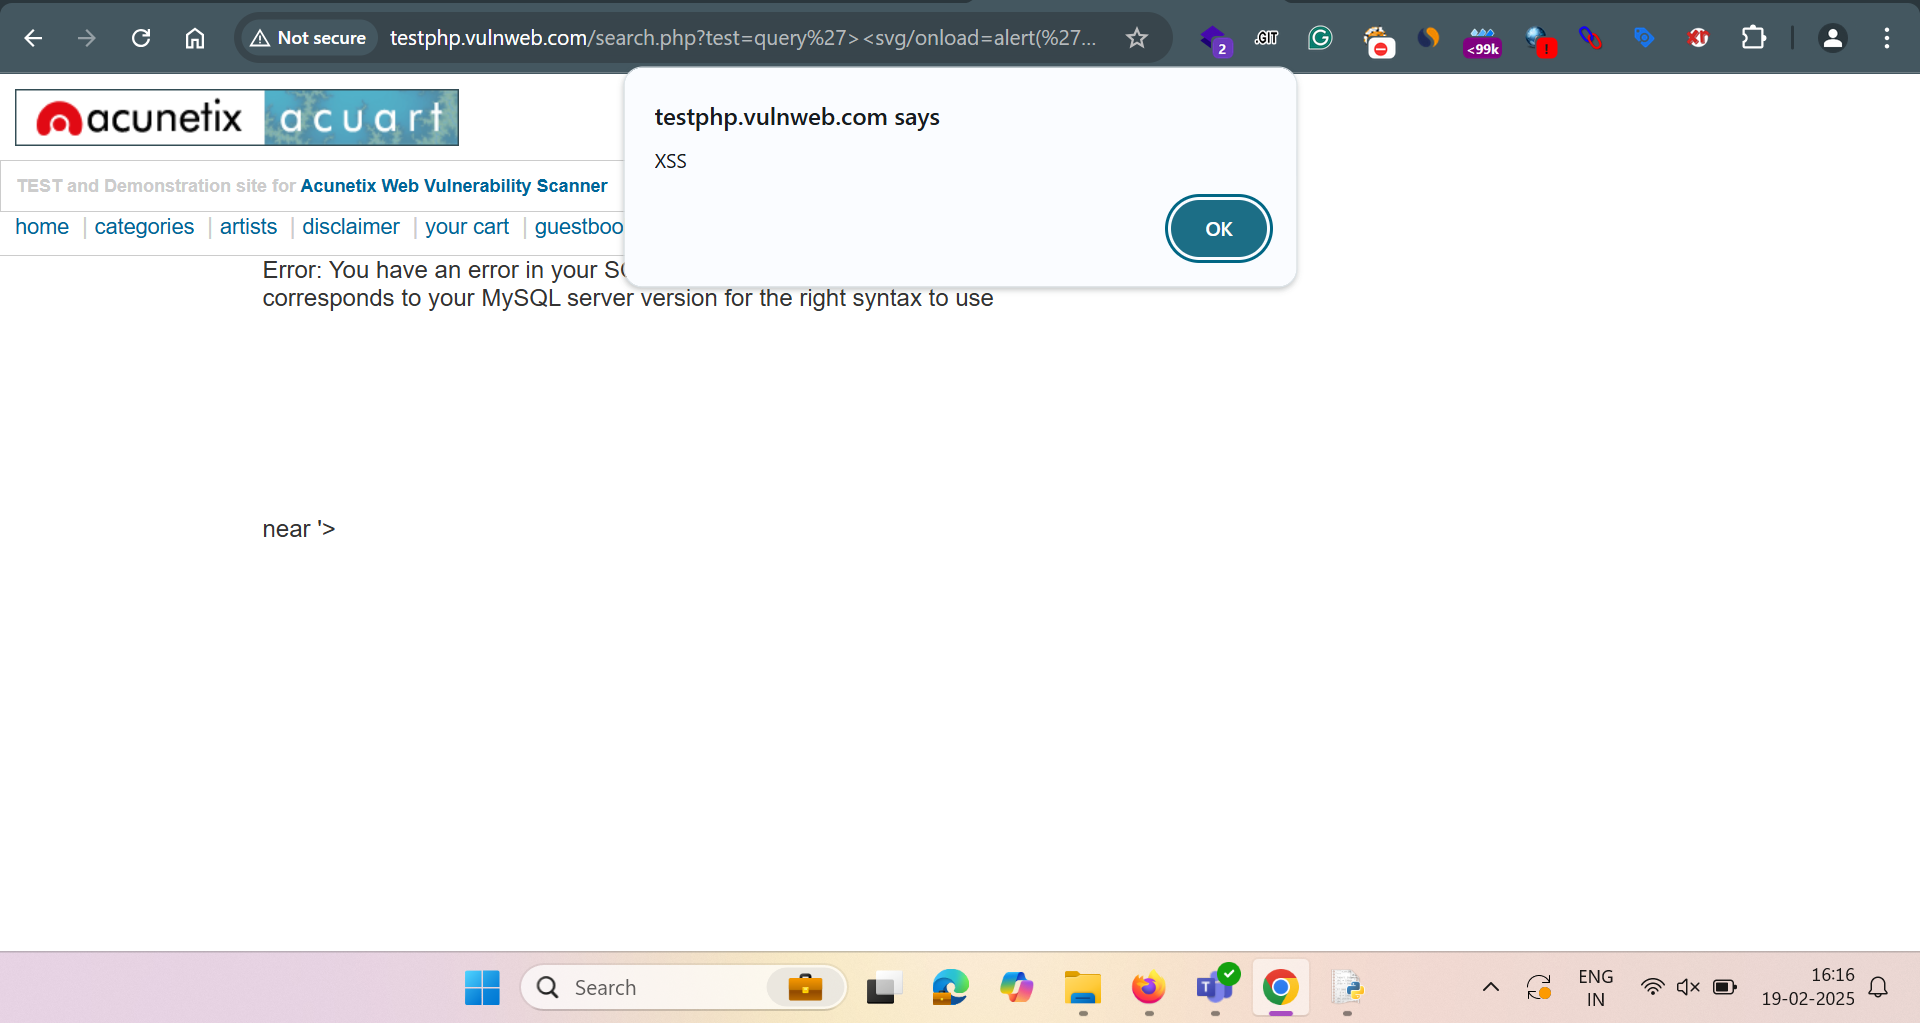 Not secure testphp.vulnweb.com/search.php?test=query%27><svg/onload=alert(%27...
2 .GIT <99k !
testphp.vulnweb.com says
XSS
OK
acunetix acuart
TEST and Demonstration site for Acunetix Web Vulnerability Scanner
home | categories | artists | disclaimer | your cart | guestboo
Error: You have an error in your S
corresponds to your MySQL server version for the right syntax to use
near '>
Search
ENG
IN
16:16
19-02-2025